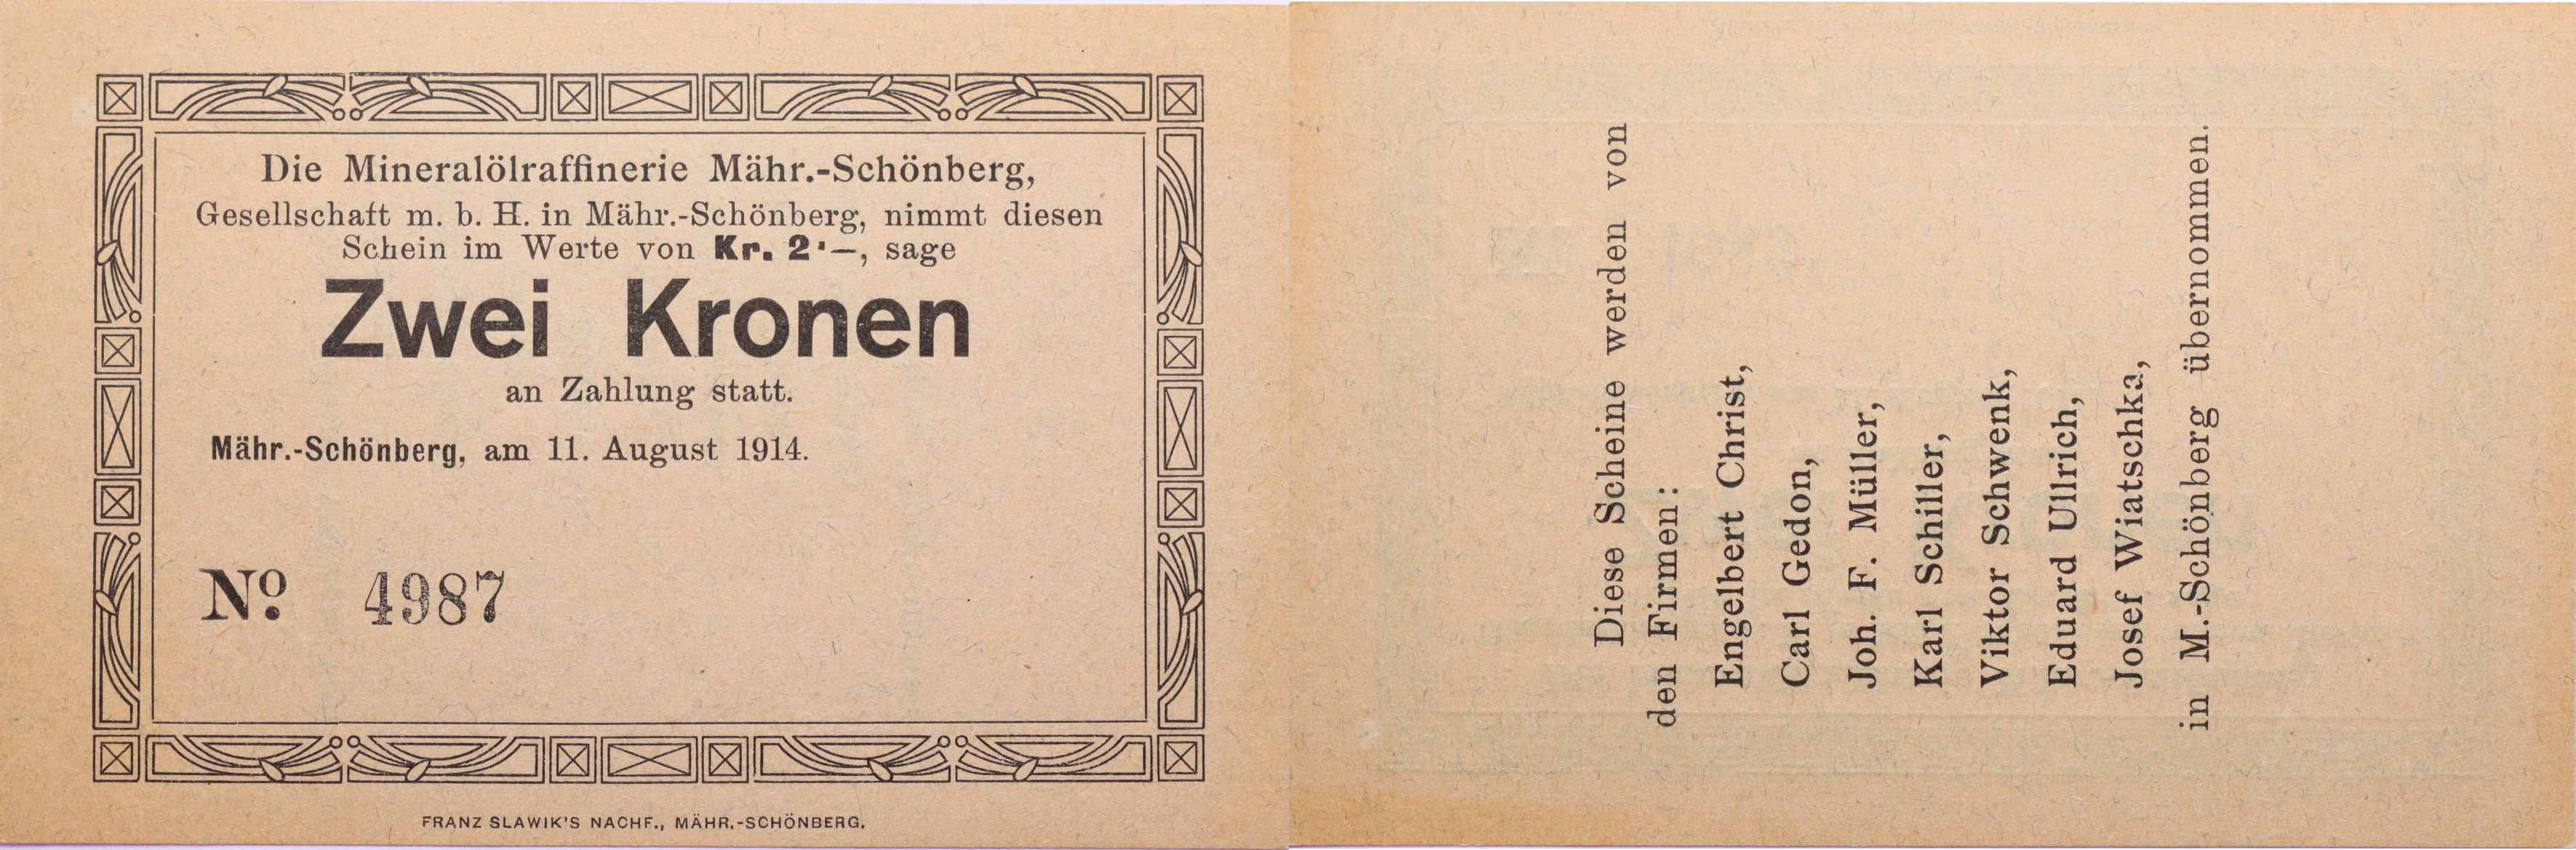 Die Mineralölraffinerie Mähr.-Schönberg,
Gesellschaft m. b. H. in Mähr.-Schönberg, nimmt diesen
Schein im Werte von Kr. 2·—, sage
Zwei Kronen
an Zahlung statt.
Mähr.-Schönberg, am 11. August 1914.
No. 4987
FRANZ SLAWIK'S NACHF., MÄHR.-SCHÖNBERG.
Diese Scheine werden von
den Firmen:
Engelbert Christ,
Carl Gedon,
Joh. F. Müller,
Karl Schiller,
Viktor Schwenk,
Eduard Ullrich,
Josef Wiatschka,
in M.-Schönberg übernommen.